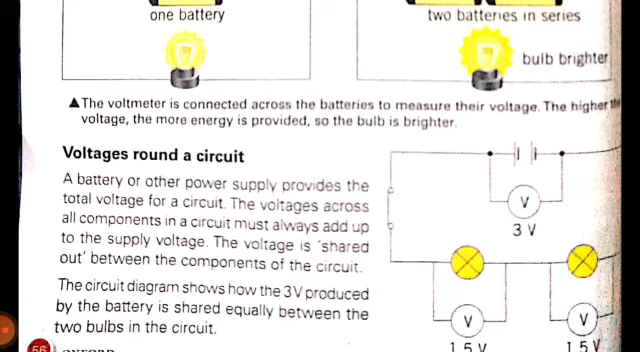 one battery
two batteries in series
bulb brighter
▲The voltmeter is connected across the batteries to measure their voltage. The higher the
voltage, the more energy is provided, so the bulb is brighter.
Voltages round a circuit
A battery or other power supply provides the
total voltage for a circuit. The voltages across
all components in a circuit must always add up
to the supply voltage. The voltage is 'shared
out' between the components of the circuit.
The circuit diagram shows how the 3V produced
by the battery is shared equally between the
two bulbs in the circuit.
V
3 V
V
V
1.5 V
1.5 V
56
OXFORD